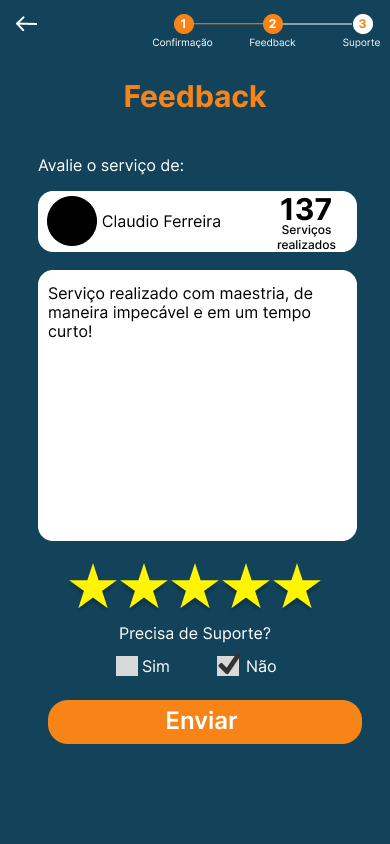 1
2
3
Confirmação
Feedback
Suporte
Feedback
Avalie o serviço de:
Claudio Ferreira
137
Serviços
realizados
Serviço realizado com maestria, de
maneira impecável e em um tempo
curto!
Precisa de Suporte?
Sim
Não
Enviar